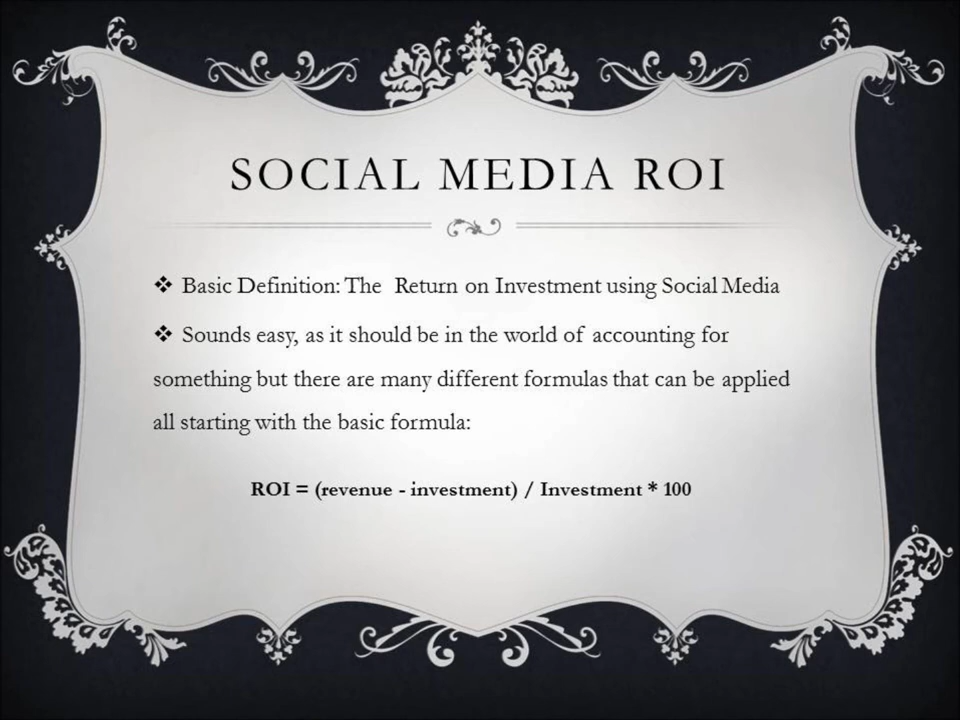 SOCIAL MEDIA ROI
❖ Basic Definition: The Return on Investment using Social Media
❖ Sounds easy, as it should be in the world of accounting for
something but there are many different formulas that can be applied
all starting with the basic formula:
ROI = (revenue - investment) / Investment * 100